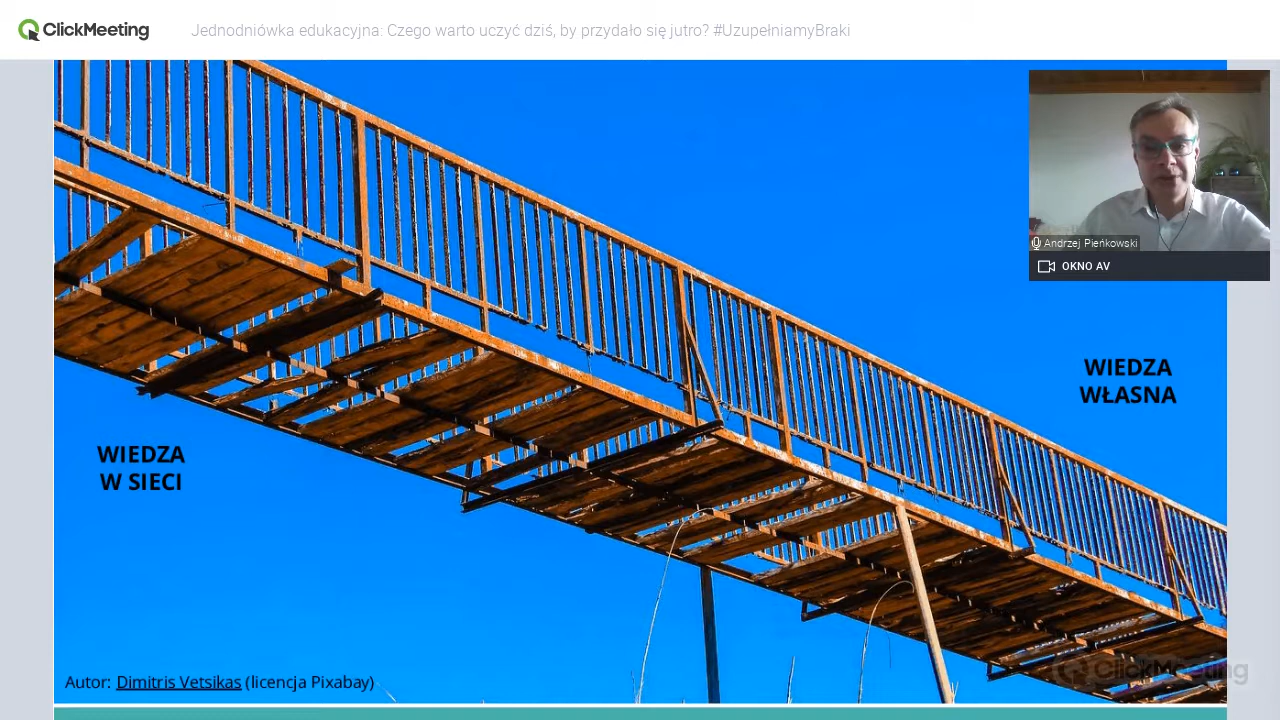 ClickMeeting
Jednodniówka edukacyjna: Czego warto uczyć dziś, by przydało się jutro? #UzupełniamyBraki
Andrzej Pieńkowski
OKNO AV
WIEDZA
WŁASNA
WIEDZA
W SIECI
Autor: Dimitris Vetsikas (licencja Pixabay)
ClickMeeting